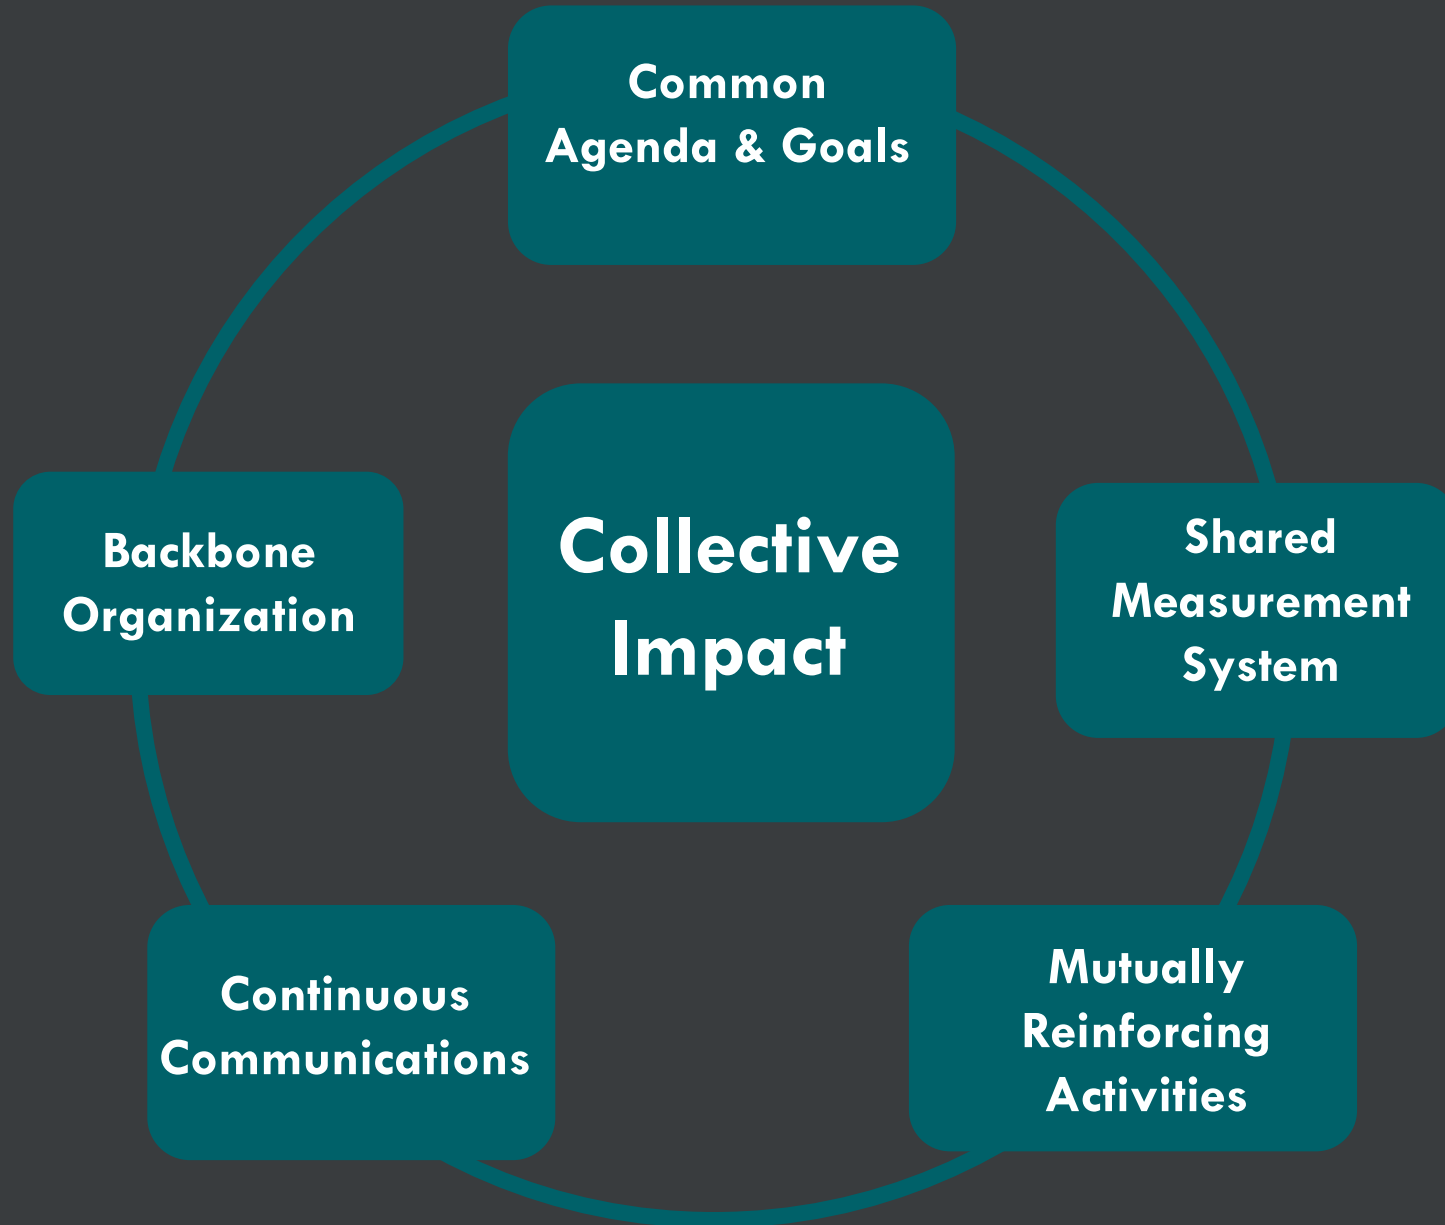 Common
Agenda & Goals
Backbone
Organization
Collective
Impact
Shared
Measurement
System
Continuous
Communications
Mutually
Reinforcing
Activities